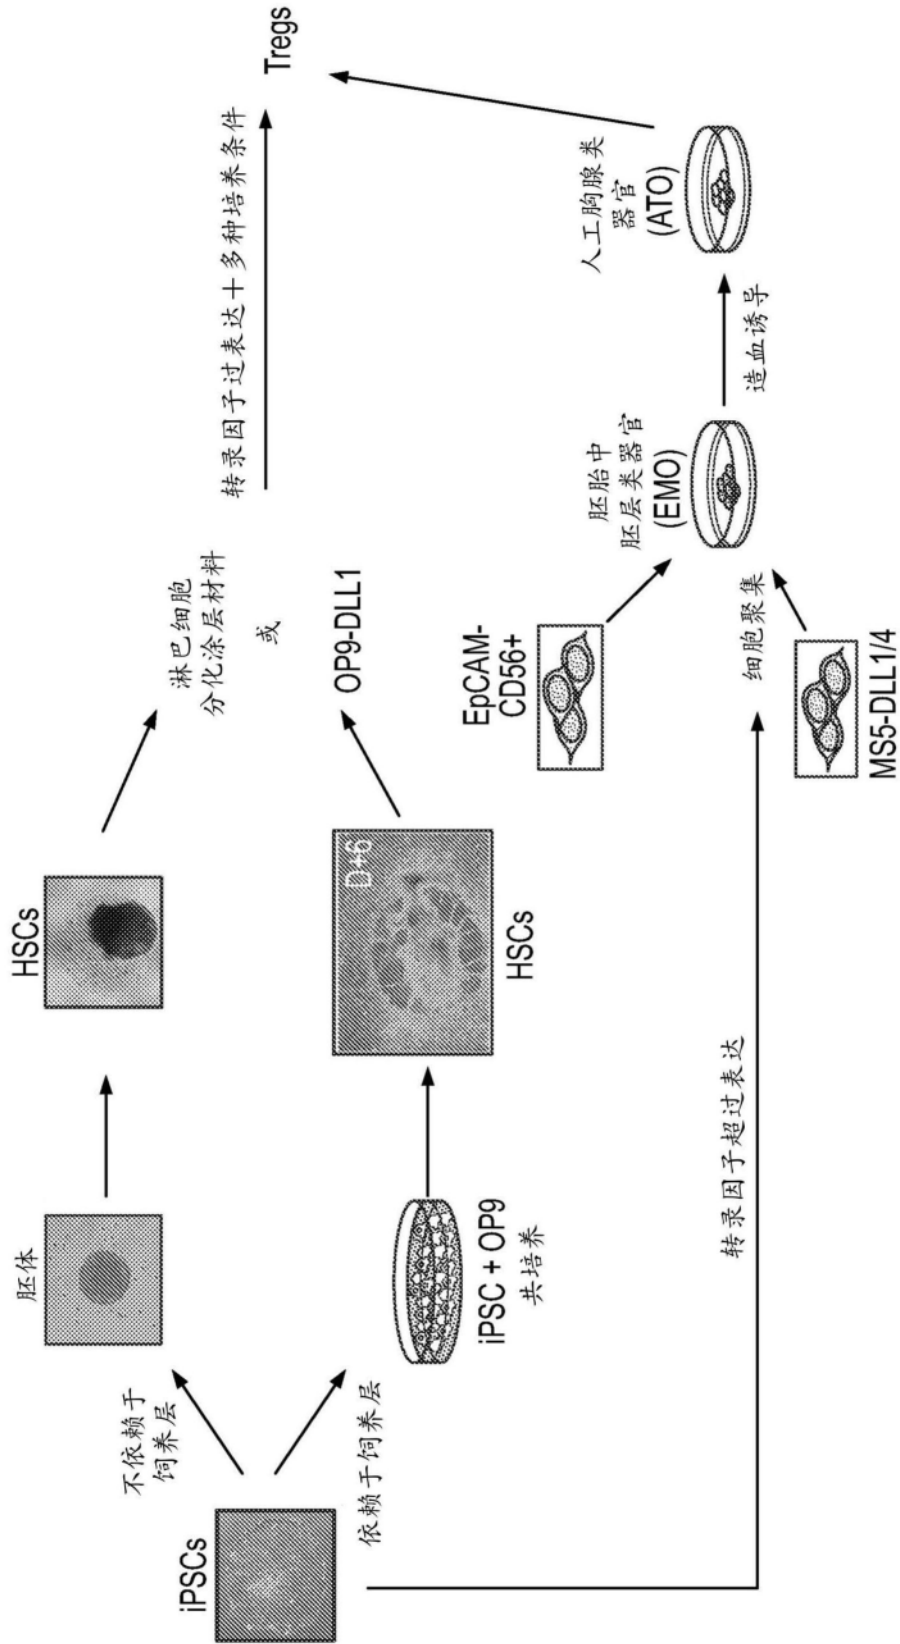 iPSCs
不依赖于
饲养层
胚体
HSCs
淋巴细胞
分化涂层材料
或
OP9-DLL1
转录因子过表达+多种培养条件
Tregs
依赖于饲养层
iPSC + OP9
共培养
D+6
HSCs
转录因子超过表达
EpCAM-
CD56+
细胞聚集
MS5-DLL1/4
胚胎中
胚层类器官
(EMO)
造血诱导
人工胸腺类
器官
(ATO)